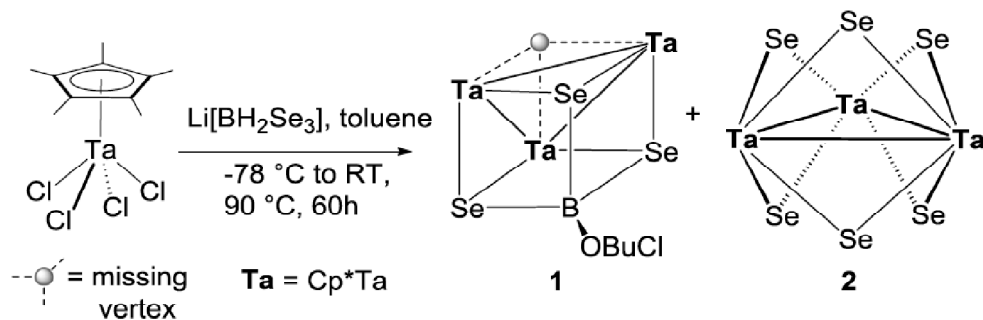 Ta
Cl
Cl
Cl
Cl
Li[BH2Se3], toluene
-78 °C to RT,
90 °C, 60h
Ta
Ta
Se
Ta
Se
Se
B
OBuCl
1
+
Se
Se
Se
Ta
Ta
Ta
Se
Se
Se
2
= missing
vertex
Ta = Cp*Ta